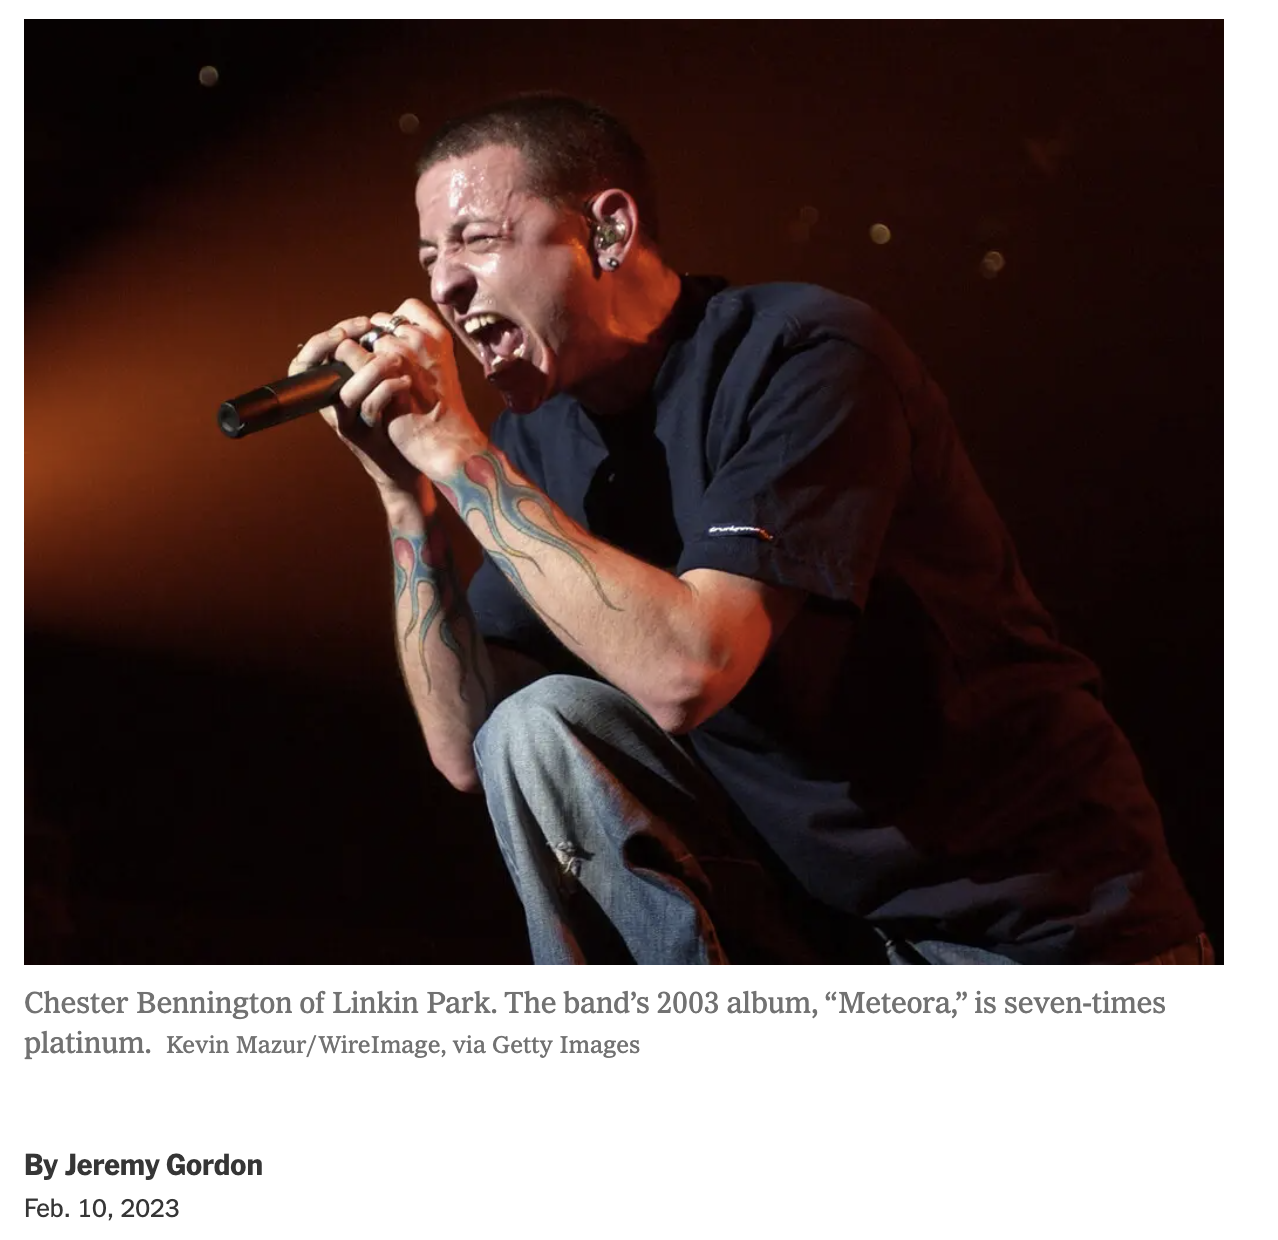 Chester Bennington of Linkin Park. The band’s 2003 album, “Meteora,” is seven-times
platinum. Kevin Mazur/WireImage, via Getty Images
By Jeremy Gordon
Feb. 10, 2023